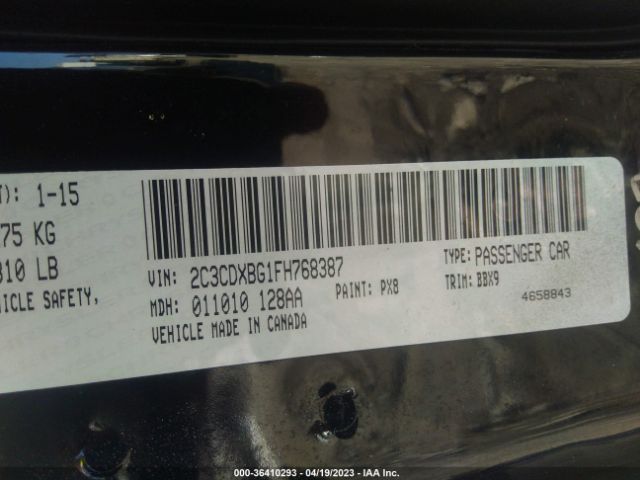 T): 1-15
75 KG
310 LB
HICLE SAFETY,
VIN: 2C3CDXBG1FH768387
TYPE: PASSENGER CAR
MDH: 011010 128AA
PAINT: PX8
TRIM: BBX9
VEHICLE MADE IN CANADA
4658843
000-36410293 - 04/19/2023 - IAA Inc.